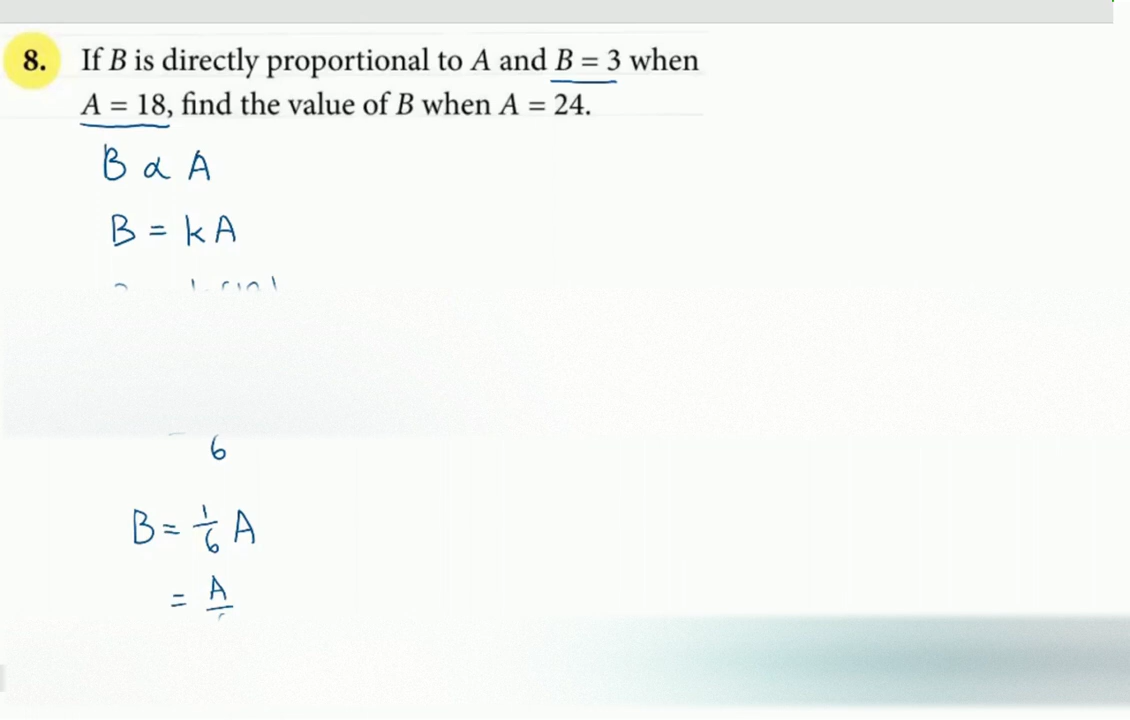 8. If B is directly proportional to A and B = 3 when
A = 18, find the value of B when A = 24.
B ∝ A
B = kA
6
B = 1/6 A
= A